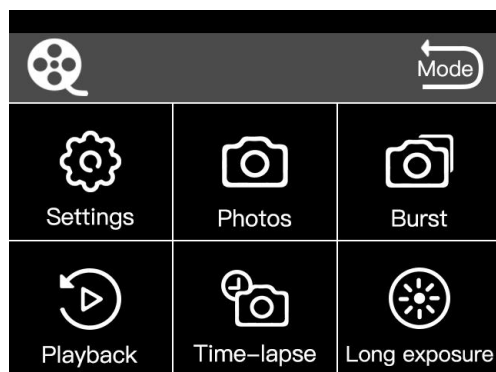 Mode
Settings
Photos
Burst
Playback
Time-lapse
Long exposure